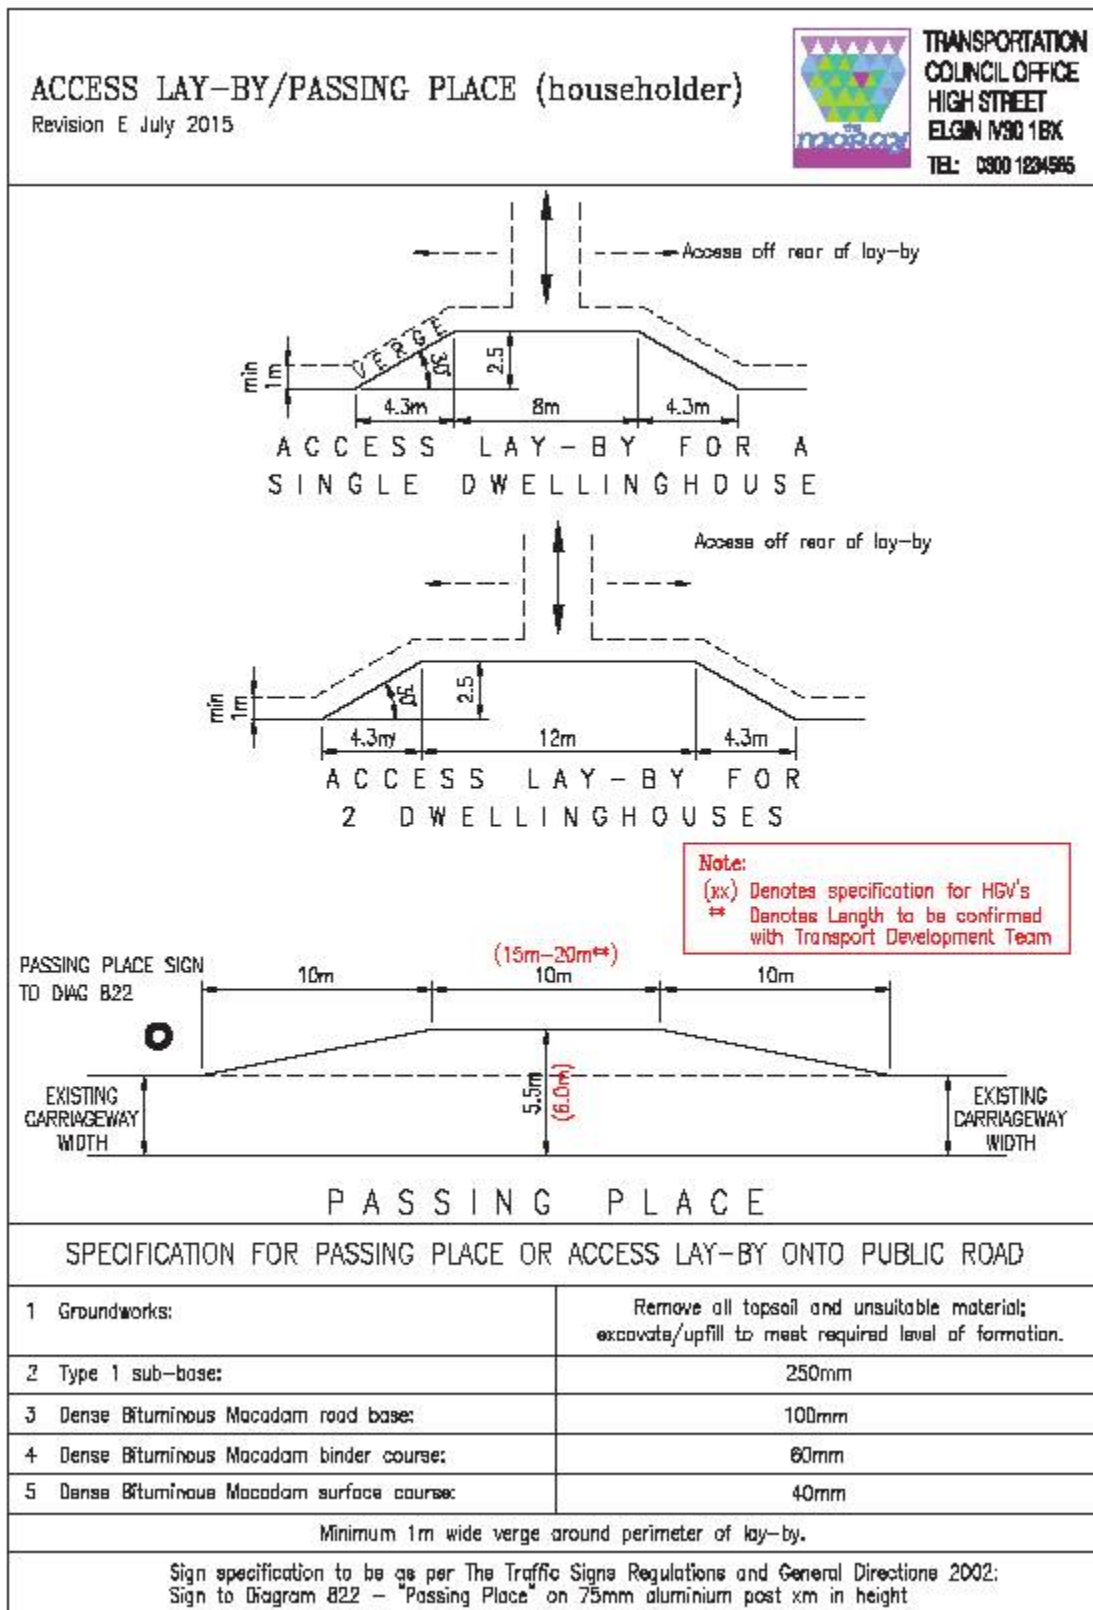 ACCESS LAY-BY/PASSING PLACE (householder)
Revision E July 2015
the moray
TRANSPORTATION
COUNCIL OFFICE
HIGH STREET
ELGIN IV30 1BX
TEL: 0300 1234565
Access off rear of lay-by
VERGE
30°
2.5
min
1m
4.3m
8m
4.3m
ACCESS LAY-BY FOR A
SINGLE DWELLINGHOUSE
Access off rear of lay-by
30°
2.5
min
1m
4.3m
12m
4.3m
ACCESS LAY-BY FOR
2 DWELLINGHOUSES
Note:
(xx) Denotes specification for HGV's
** Denotes Length to be confirmed
with Transport Development Team
PASSING PLACE SIGN
TO DIAG 822
(15m-20m**)
10m
10m
10m
5.5m
(6.0m)
EXISTING
CARRIAGEWAY
WIDTH
EXISTING
CARRIAGEWAY
WIDTH
PASSING PLACE
SPECIFICATION FOR PASSING PLACE OR ACCESS LAY-BY ONTO PUBLIC ROAD
1 Groundworks:
Remove all topsoil and unsuitable material;
excavate/upfill to meet required level of formation.
2 Type 1 sub-base: 250mm
3 Dense Bituminous Macadam road base: 100mm
4 Dense Bituminous Macadam binder course: 60mm
5 Dense Bituminous Macadam surface course: 40mm
Minimum 1m wide verge around perimeter of lay-by.
Sign specification to be as per The Traffic Signs Regulations and General Directions 2002:
Sign to Diagram 822 - "Passing Place" on 75mm aluminium post xm in height